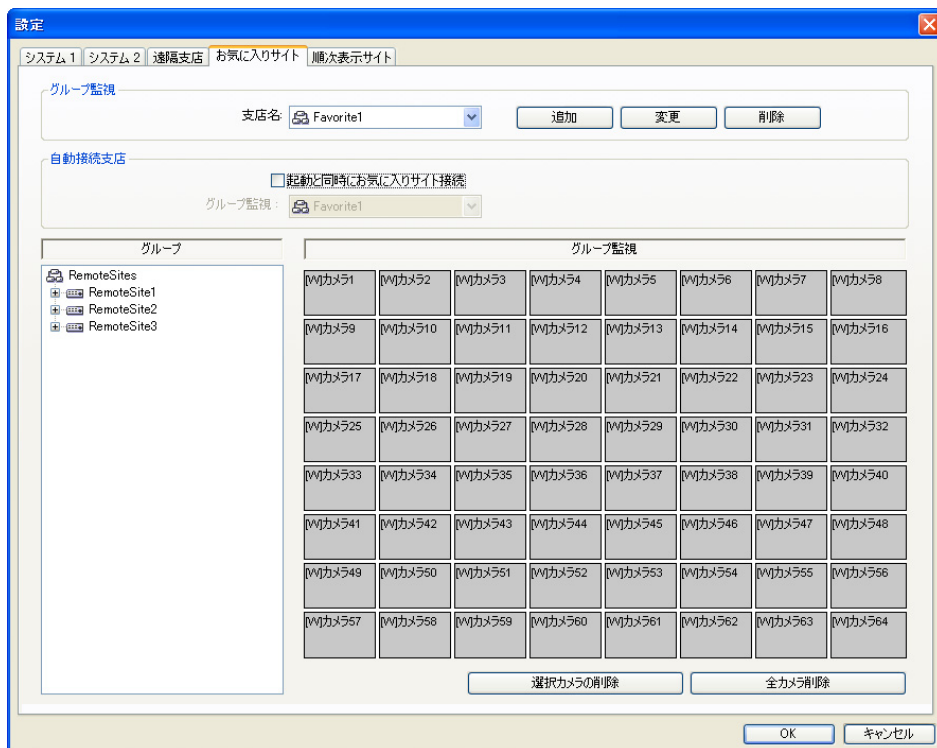 設定
システム1 システム2 遠隔支店 お気に入りサイト 順次表示サイト
グループ監視
支店名: Favorite1 追加 変更 削除
自動接続支店
起動と同時にお気に入りサイト接続
グループ監視 : Favorite1
グループ グループ監視
RemoteSites
RemoteSite1
RemoteSite2
RemoteSite3
[W]カメラ1 [W]カメラ2 [W]カメラ3 [W]カメラ4 [W]カメラ5 [W]カメラ6 [W]カメラ7 [W]カメラ8
[W]カメラ9 [W]カメラ10 [W]カメラ11 [W]カメラ12 [W]カメラ13 [W]カメラ14 [W]カメラ15 [W]カメラ16
[W]カメラ17 [W]カメラ18 [W]カメラ19 [W]カメラ20 [W]カメラ21 [W]カメラ22 [W]カメラ23 [W]カメラ24
[W]カメラ25 [W]カメラ26 [W]カメラ27 [W]カメラ28 [W]カメラ29 [W]カメラ30 [W]カメラ31 [W]カメラ32
[W]カメラ33 [W]カメラ34 [W]カメラ35 [W]カメラ36 [W]カメラ37 [W]カメラ38 [W]カメラ39 [W]カメラ40
[W]カメラ41 [W]カメラ42 [W]カメラ43 [W]カメラ44 [W]カメラ45 [W]カメラ46 [W]カメラ47 [W]カメラ48
[W]カメラ49 [W]カメラ50 [W]カメラ51 [W]カメラ52 [W]カメラ53 [W]カメラ54 [W]カメラ55 [W]カメラ56
[W]カメラ57 [W]カメラ58 [W]カメラ59 [W]カメラ60 [W]カメラ61 [W]カメラ62 [W]カメラ63 [W]カメラ64
選択カメラの削除 全カメラ削除
OK キャンセル